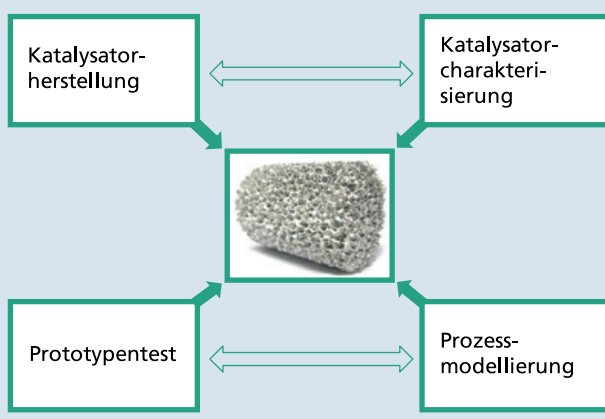 Katalysator-
herstellung
Katalysator-
charakteri-
sierung
Prototypentest
Prozess-
modellierung